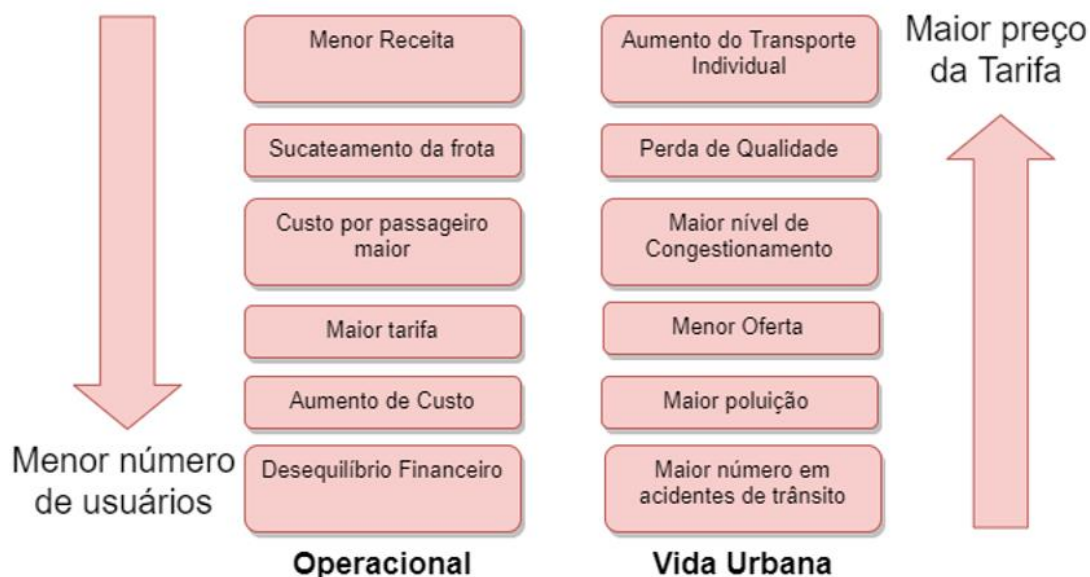 Menor Receita
Sucateamento da frota
Custo por passageiro
maior
Maior tarifa
Aumento de Custo
Desequilíbrio Financeiro
Operacional
Aumento do Transporte
Individual
Perda de Qualidade
Maior nível de
Congestionamento
Menor Oferta
Maior poluição
Maior número em
acidentes de trânsito
Vida Urbana
Menor número
de usuários
Maior preço
da Tarifa